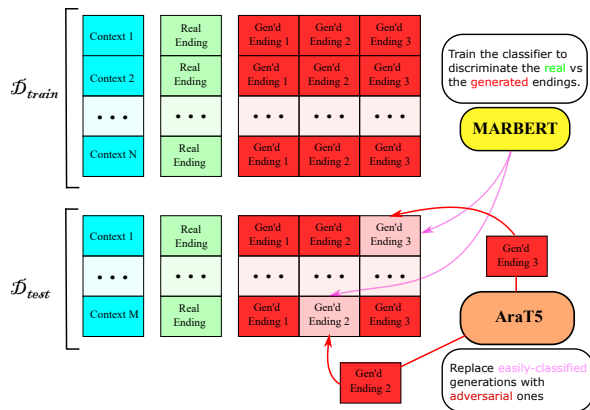 𝒟train
Context 1
Real
Ending
Gen'd
Ending 1
Gen'd
Ending 2
Gen'd
Ending 3
Context 2
Real
Ending
Gen'd
Ending 1
Gen'd
Ending 2
Gen'd
Ending 3
• • •
• • •
• • •
• • •
• • •
Context N
Real
Ending
Gen'd
Ending 1
Gen'd
Ending 2
Gen'd
Ending 3
Train the classifier to
discriminate the real vs
the generated endings.
MARBERT
𝒟test
Context 1
Real
Ending
Gen'd
Ending 1
Gen'd
Ending 2
Gen'd
Ending 3
• • •
• • •
• • •
• • •
• • •
Context M
Real
Ending
Gen'd
Ending 1
Gen'd
Ending 2
Gen'd
Ending 3
Gen'd
Ending 3
AraT5
Gen'd
Ending 2
Replace easily-classified
generations with
adversarial ones